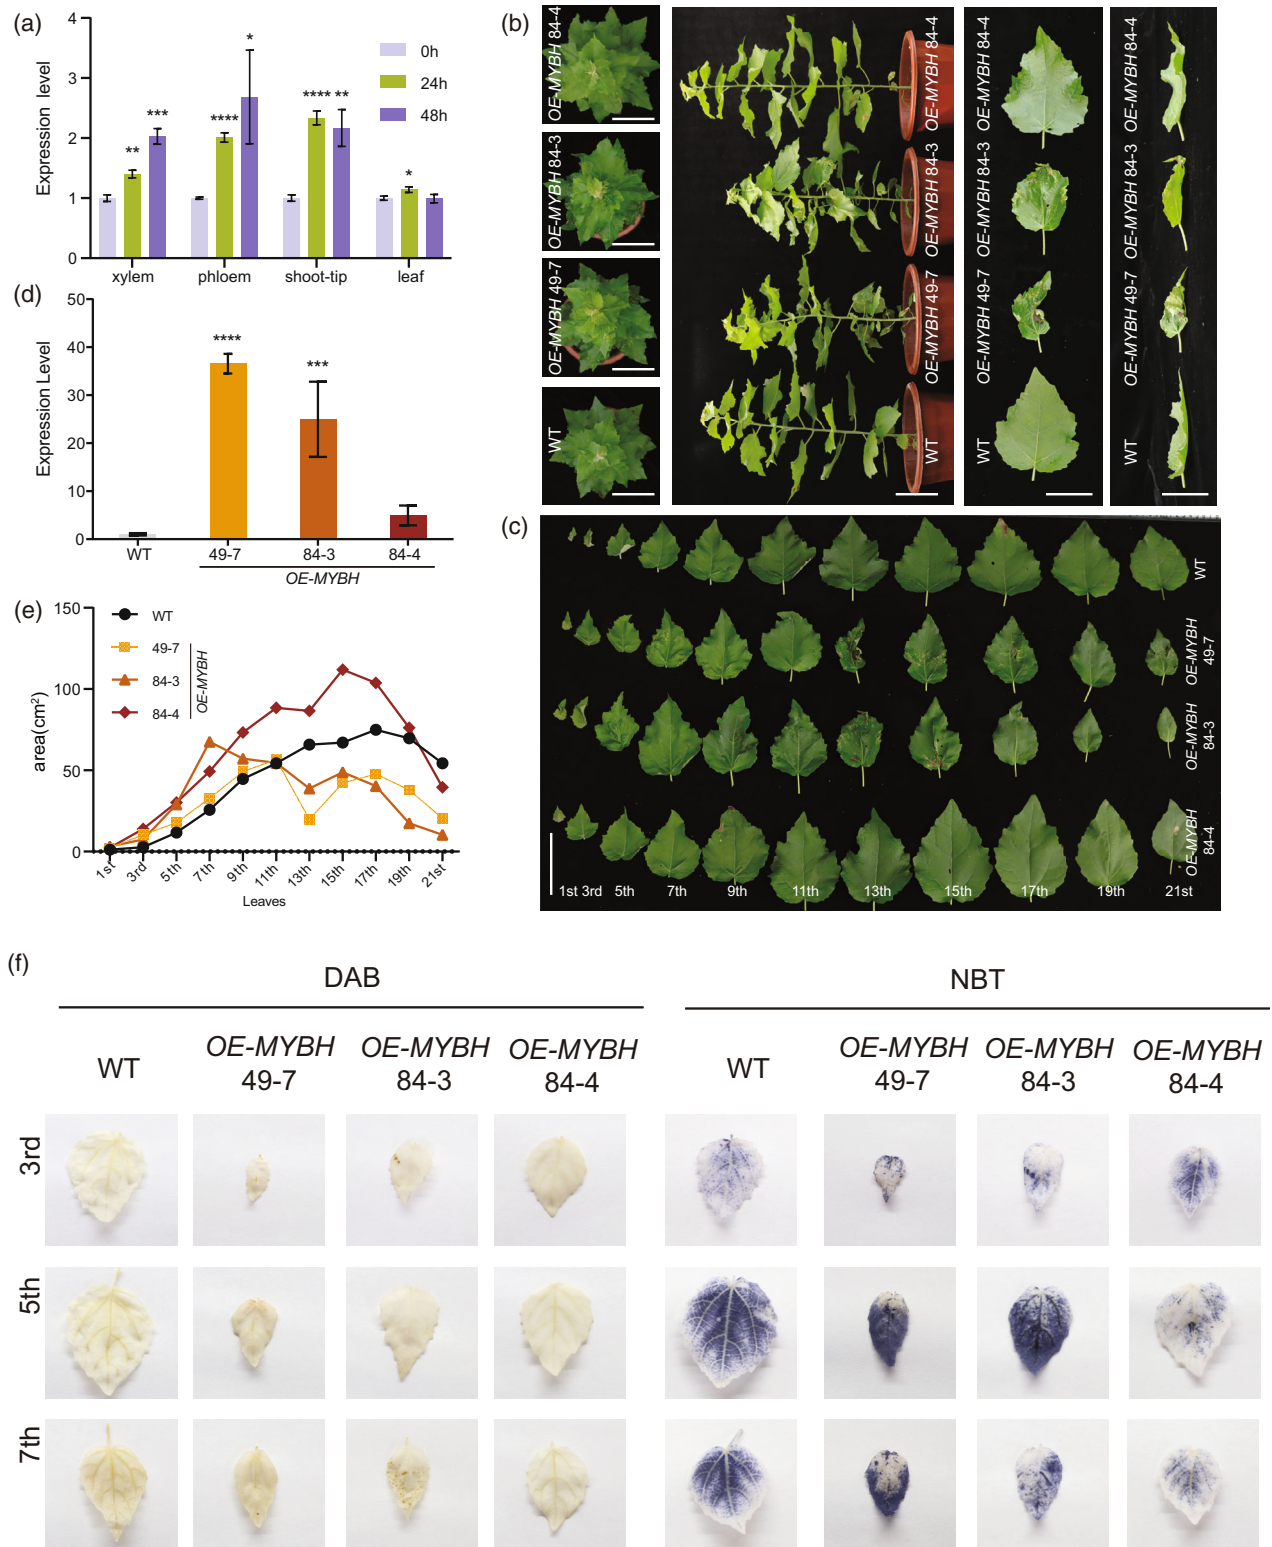 (a)
Expression level
4
3
2
1
0
0h
24h
48h
**
***
****
*
****
**
*
xylem
phloem
shoot-tip
leaf
(b)
OE-MYBH 84-4
OE-MYBH 84-3
OE-MYBH 49-7
WT
OE-MYBH 84-4
OE-MYBH 84-3
OE-MYBH 49-7
WT
OE-MYBH 84-4
OE-MYBH 84-3
OE-MYBH 49-7
WT
OE-MYBH 84-4
OE-MYBH 84-3
OE-MYBH 49-7
WT
(c)
WT
OE-MYBH
49-7
OE-MYBH
84-3
OE-MYBH
84-4
1st 3rd 5th 7th 9th 11th 13th 15th 17th 19th 21st
(d)
Expression Level
50
40
30
20
10
0
****
***
WT
49-7
84-3
84-4
OE-MYBH
(e)
area(cm²)
150
100
50
0
WT
49-7
84-3
84-4
OE-MYBH
1st
3rd
5th
7th
9th
11th
13th
15th
17th
19th
21st
Leaves
(f)
DAB
NBT
WT
OE-MYBH
49-7
OE-MYBH
84-3
OE-MYBH
84-4
WT
OE-MYBH
49-7
OE-MYBH
84-3
OE-MYBH
84-4
3rd
5th
7th